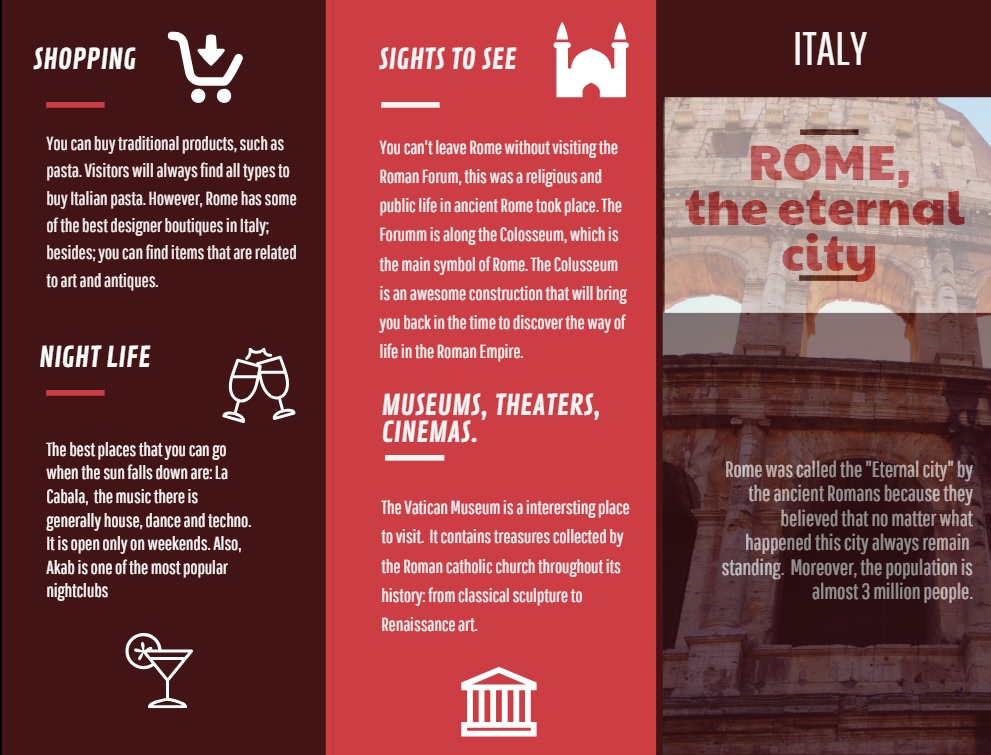 SHOPPING
You can buy traditional products, such as
pasta. Visitors will always find all types to
buy Italian pasta. However, Rome has some
of the best designer boutiques in Italy;
besides; you can find items that are related
to art and antiques.
NIGHT LIFE
The best places that you can go
when the sun falls down are: La
Cabala, the music there is
generally house, dance and techno.
It is open only on weekends. Also,
Akab is one of the most popular
nightclubs
SIGHTS TO SEE
You can't leave Rome without visiting the
Roman Forum, this was a religious and
public life in ancient Rome took place. The
Forumm is along the Colosseum, which is
the main symbol of Rome. The Colusseum
is an awesome construction that will bring
you back in the time to discover the way of
life in the Roman Empire.
MUSEUMS, THEATERS,
CINEMAS.
The Vatican Museum is a interersting place
to visit. It contains treasures collected by
the Roman catholic church throughout its
history: from classical sculpture to
Renaissance art.
ITALY
ROME,
the eternal
city
Rome was called the "Eternal city" by
the ancient Romans because they
believed that no matter what
happened this city always remain
standing. Moreover, the population is
almost 3 million people.